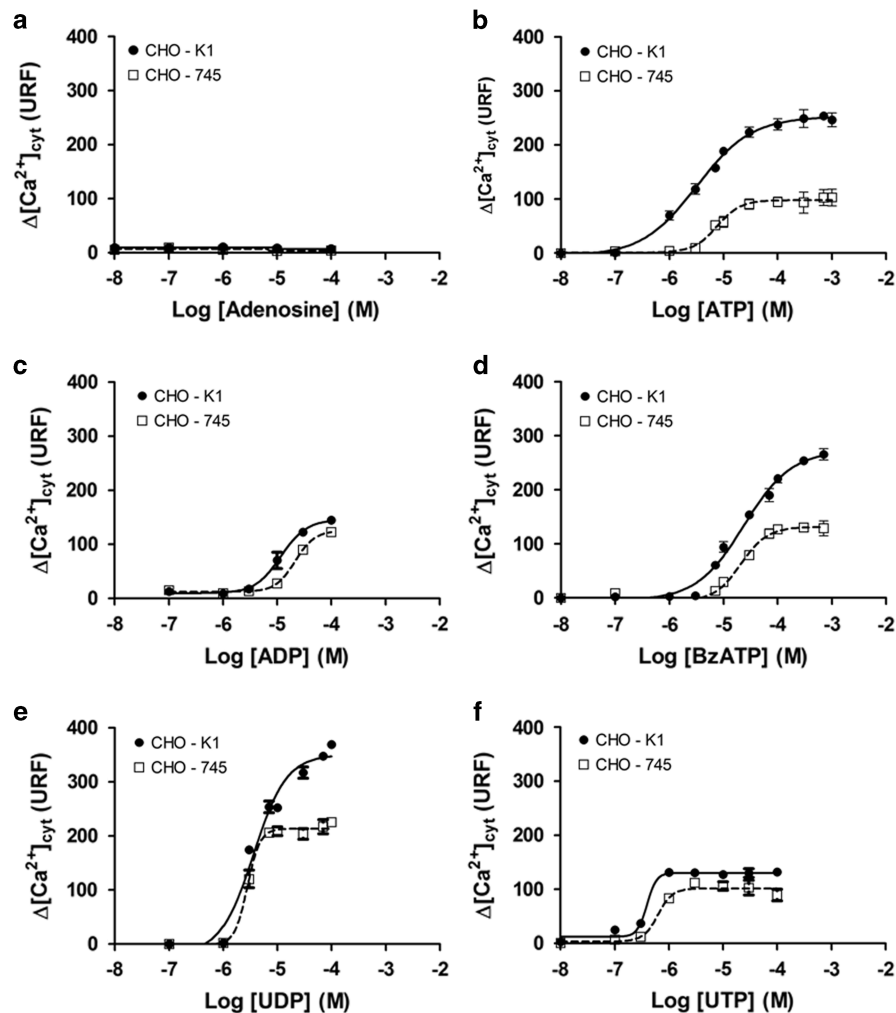 a
400
300
200
100
0
Δ[Ca2+]cyt (URF)
CHO - K1
CHO - 745
-8 -7 -6 -5 -4 -3 -2
Log [Adenosine] (M)
b
400
300
200
100
0
Δ[Ca2+]cyt (URF)
CHO - K1
CHO - 745
-8 -7 -6 -5 -4 -3 -2
Log [ATP] (M)
c
400
300
200
100
0
Δ[Ca2+]cyt (URF)
CHO - K1
CHO - 745
-8 -7 -6 -5 -4 -3 -2
Log [ADP] (M)
d
400
300
200
100
0
Δ[Ca2+]cyt (URF)
CHO - K1
CHO - 745
-8 -7 -6 -5 -4 -3 -2
Log [BzATP] (M)
e
400
300
200
100
0
Δ[Ca2+]cyt (URF)
CHO - K1
CHO - 745
-8 -7 -6 -5 -4 -3 -2
Log [UDP] (M)
f
400
300
200
100
0
Δ[Ca2+]cyt (URF)
CHO - K1
CHO - 745
-8 -7 -6 -5 -4 -3 -2
Log [UTP] (M)